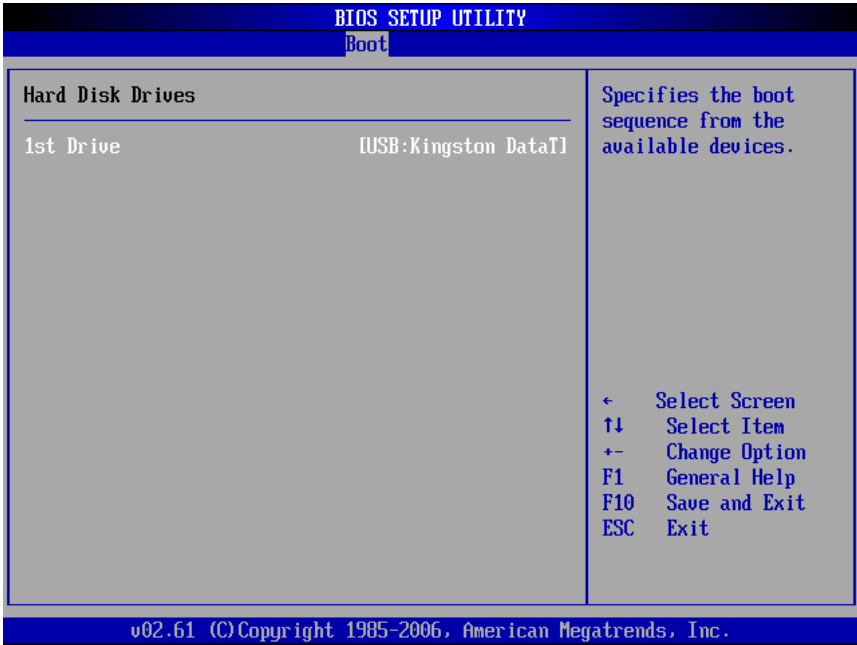 BIOS SETUP UTILITY
Boot
Hard Disk Drives
1st Drive [USB:Kingston DataT]
Specifies the boot
sequence from the
available devices.
← Select Screen
↑↓ Select Item
+- Change Option
F1 General Help
F10 Save and Exit
ESC Exit
v02.61 (C)Copyright 1985-2006, American Megatrends, Inc.